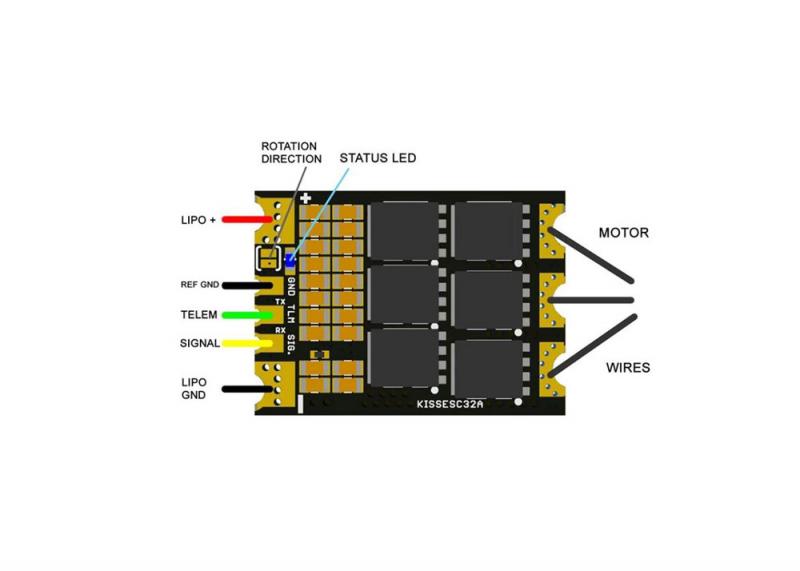 ROTATION
DIRECTION
STATUS LED
+
LIPO +
REF GND
GND
TX
TELEM
TLM
RX
SIGNAL
SIG.
LIPO
GND
MOTOR
WIRES
KISSESC32A